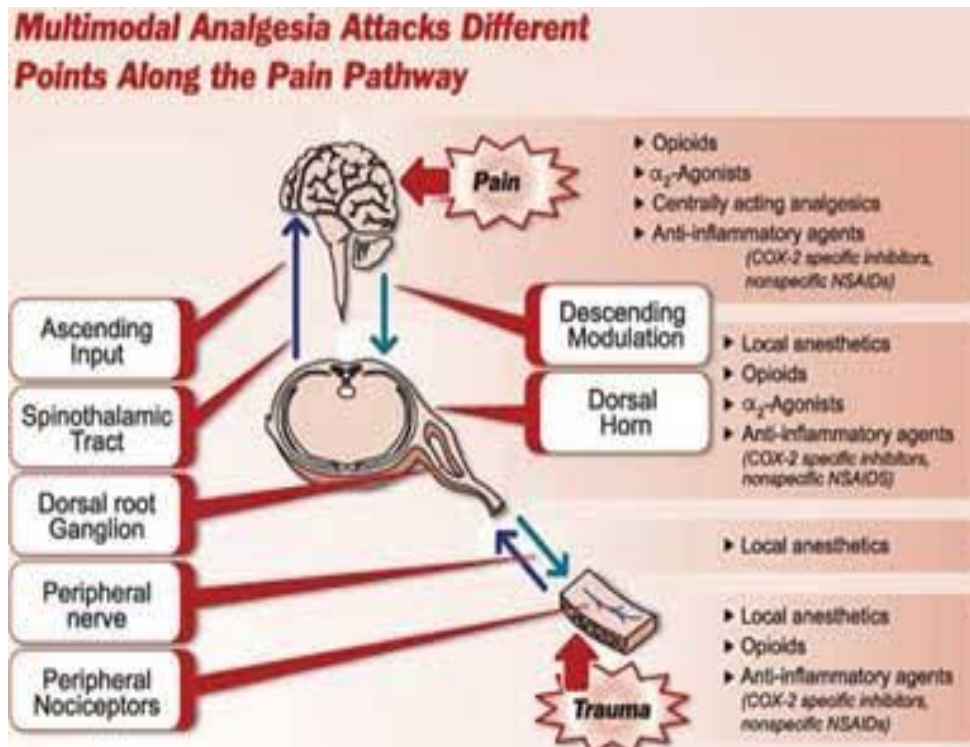 Multimodal Analgesia Attacks Different
Points Along the Pain Pathway
Pain
▶ Opioids
▶ α₂-Agonists
▶ Centrally acting analgesics
▶ Anti-inflammatory agents
(COX-2 specific inhibitors,
nonspecific NSAIDs)
Ascending
Input
Descending
Modulation
▶ Local anesthetics
▶ Opioids
▶ α₂-Agonists
▶ Anti-inflammatory agents
(COX-2 specific inhibitors,
nonspecific NSAIDS)
Spinothalamic
Tract
Dorsal
Horn
Dorsal root
Ganglion
▶ Local anesthetics
Peripheral
nerve
▶ Local anesthetics
▶ Opioids
▶ Anti-inflammatory agents
(COX-2 specific inhibitors,
nonspecific NSAIDs)
Peripheral
Nociceptors
Trauma